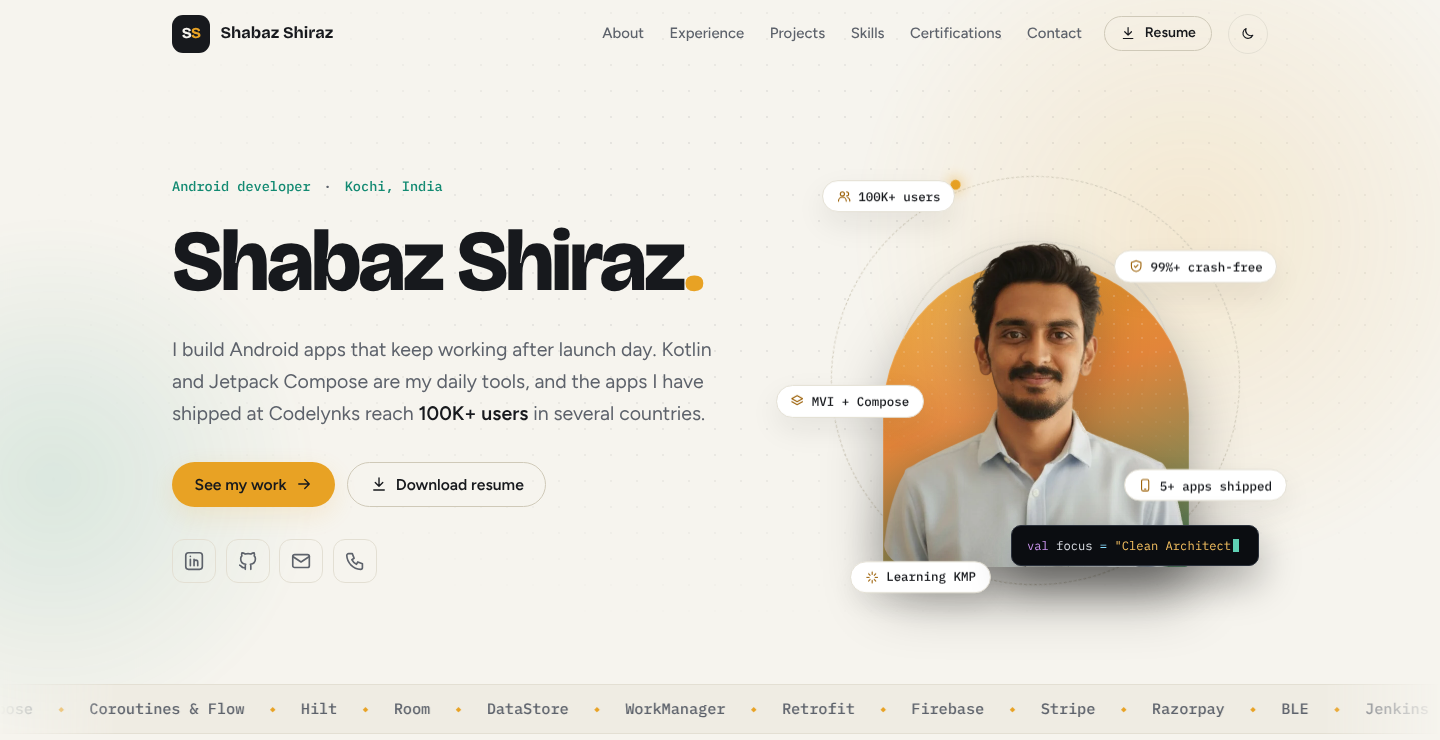 SS Shabaz Shiraz About Experience Projects Skills Certifications Contact Resume
Android developer · Kochi, India
Shabaz Shiraz.
I build Android apps that keep working after launch day. Kotlin
and Jetpack Compose are my daily tools, and the apps I have
shipped at Codelynks reach 100K+ users in several countries.
See my work Download resume
100K+ users
99%+ crash-free
MVI + Compose
5+ apps shipped
val focus = "Clean Architect
Learning KMP
Coroutines & Flow Hilt Room DataStore WorkManager Retrofit Firebase Stripe Razorpay BLE Jenkins